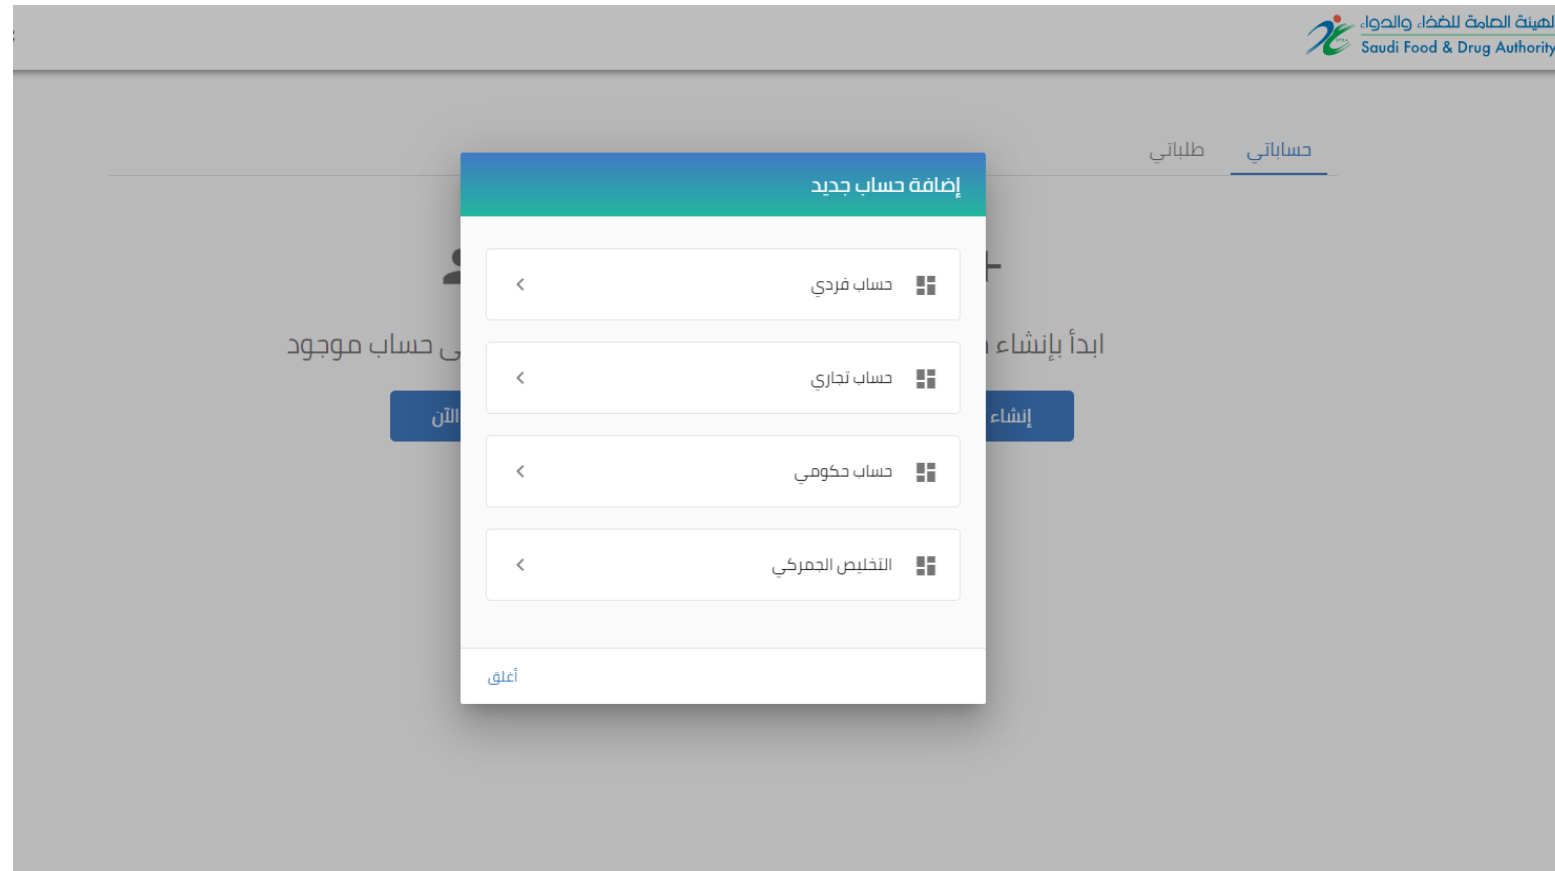 الهيئة العامة للغذاء والدواء
Saudi Food & Drug Authority
حساباتي
طلباتي
إضافة حساب جديد
حساب فردي
حساب تجاري
حساب حكومي
التخليص الجمركي
أغلق
ابدأ بإنشاء
حساب موجود
إنشاء
الآن